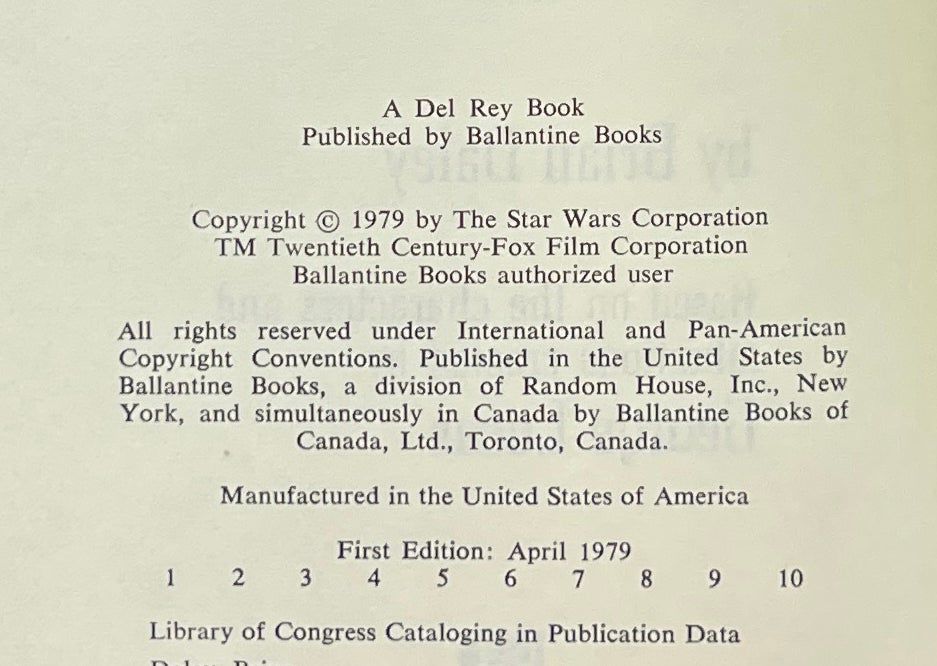 A Del Rey Book
Published by Ballantine Books
Copyright © 1979 by The Star Wars Corporation
TM Twentieth Century-Fox Film Corporation
Ballantine Books authorized user
All rights reserved under International and Pan-American
Copyright Conventions. Published in the United States by
Ballantine Books, a division of Random House, Inc., New
York, and simultaneously in Canada by Ballantine Books of
Canada, Ltd., Toronto, Canada.
Manufactured in the United States of America
First Edition: April 1979
1 2 3 4 5 6 7 8 9 10
Library of Congress Cataloging in Publication Data